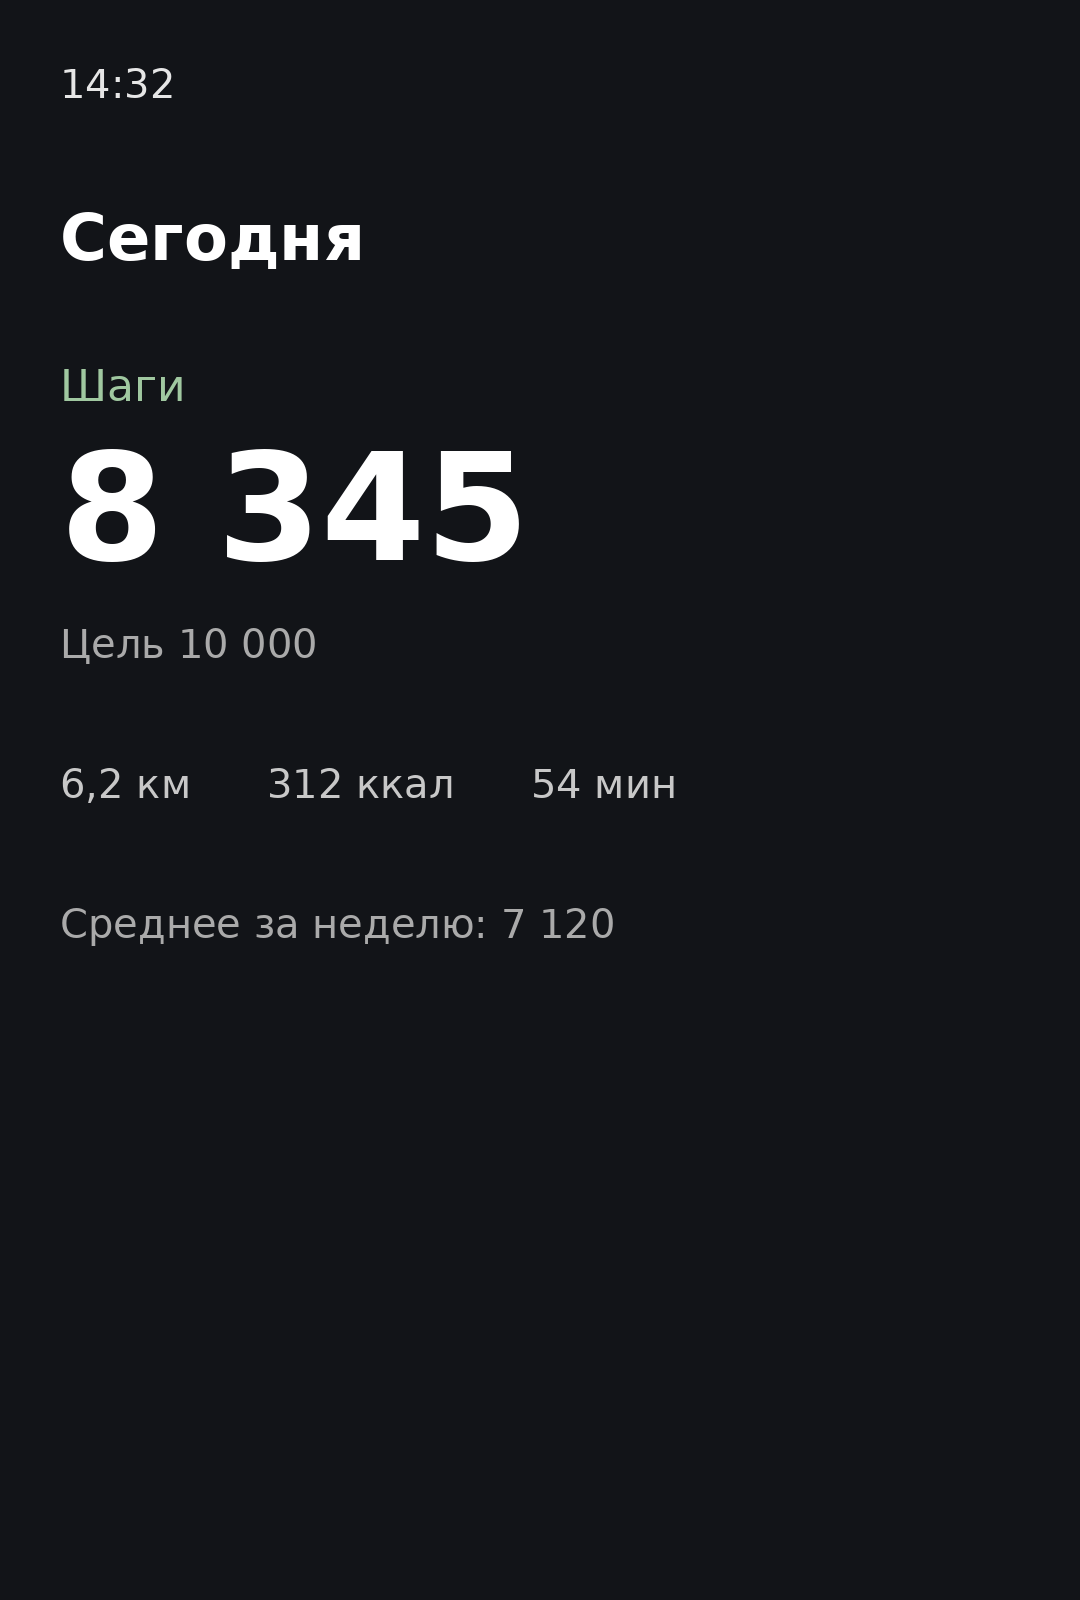 14:32
Сегодня
Шаги
8 345
Цель 10 000
6,2 км 312 ккал 54 мин
Среднее за неделю: 7 120